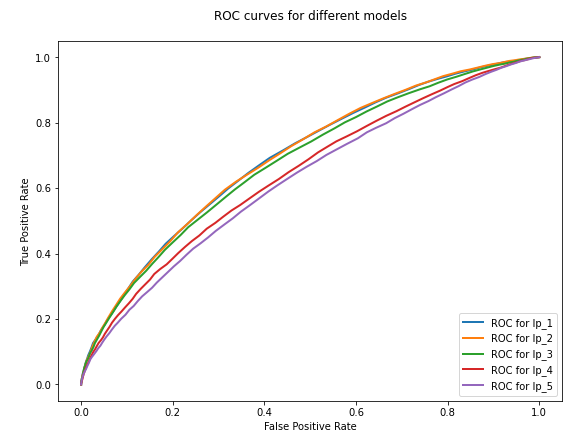 ROC curves for different models
1.0
0.8
0.6
0.4
0.2
0.0
True Positive Rate
ROC for lp_1
ROC for lp_2
ROC for lp_3
ROC for lp_4
ROC for lp_5
0.0 0.2 0.4 0.6 0.8 1.0
False Positive Rate